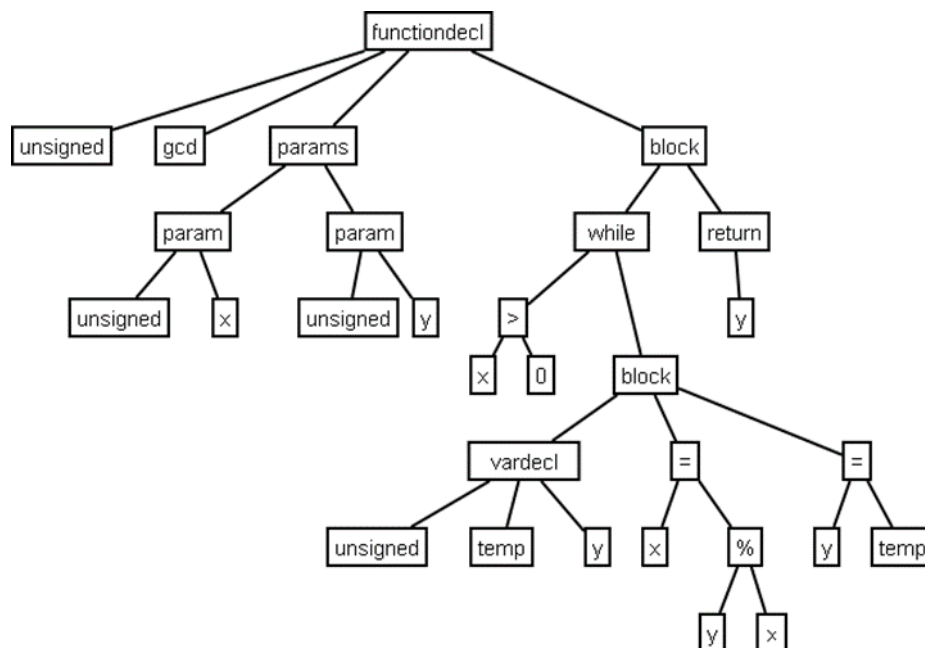 functiondecl
unsigned gcd params block
param param while return
unsigned x unsigned y > y
x 0 block
vardecl = =
unsigned temp y x % y temp
y x